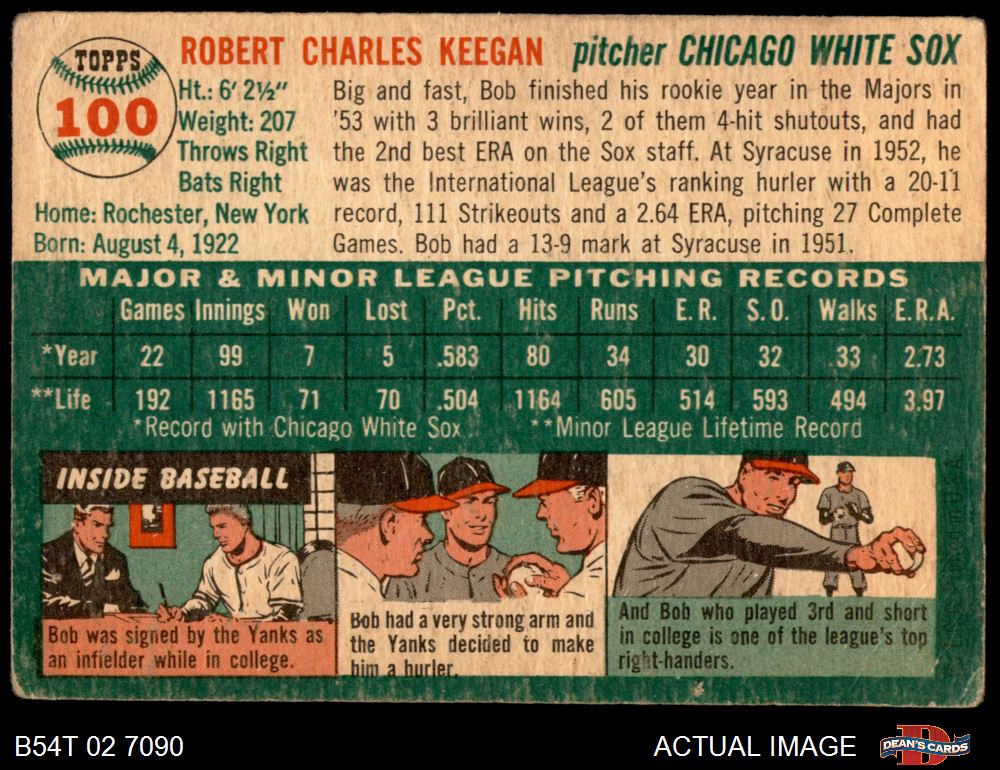 TOPPS
100
ROBERT CHARLES KEEGAN pitcher CHICAGO WHITE SOX
Ht.: 6' 2½"
Weight: 207
Throws Right
Bats Right
Home: Rochester, New York
Born: August 4, 1922
Big and fast, Bob finished his rookie year in the Majors in
'53 with 3 brilliant wins, 2 of them 4-hit shutouts, and had
the 2nd best ERA on the Sox staff. At Syracuse in 1952, he
was the International League's ranking hurler with a 20-11
record, 111 Strikeouts and a 2.64 ERA, pitching 27 Complete
Games. Bob had a 13-9 mark at Syracuse in 1951.
MAJOR & MINOR LEAGUE PITCHING RECORDS
Games Innings Won Lost Pct. Hits Runs E.R. S.O. Walks E.R.A.
*Year 22 99 7 5 .583 80 34 30 32 33 2.73
**Life 192 1165 71 70 .504 1164 605 514 593 494 3.97
*Record with Chicago White Sox **Minor League Lifetime Record
INSIDE BASEBALL
Bob was signed by the Yanks as
an infielder while in college.
Bob had a very strong arm and
the Yanks decided to make
him a hurler.
And Bob who played 3rd and short
in college is one of the league's top
right-handers.
B54T 02 7090
ACTUAL IMAGE
DEAN'S CARDS